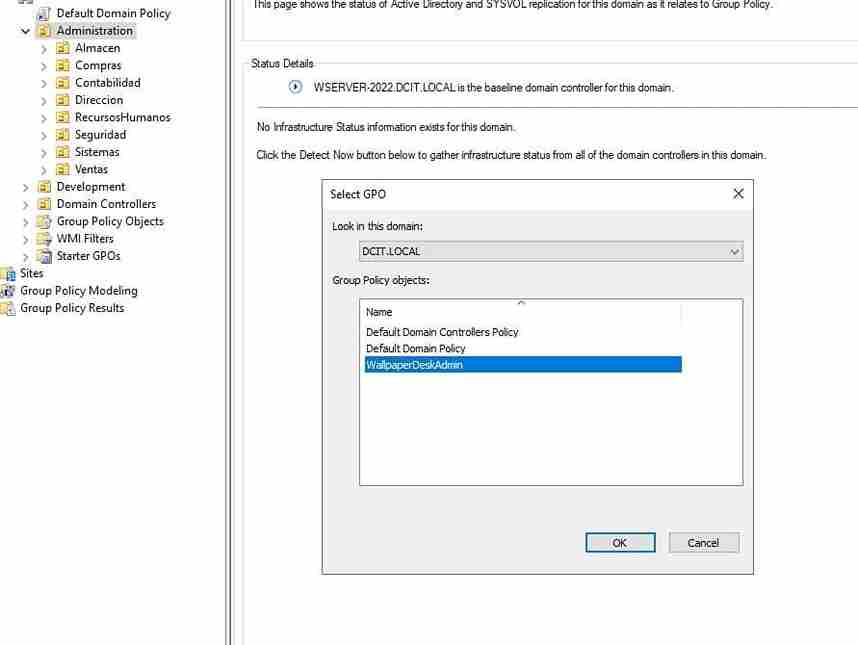 Default Domain Policy
Administration
Almacen
Compras
Contabilidad
Direccion
RecursosHumanos
Seguridad
Sistemas
Ventas
Development
Domain Controllers
Group Policy Objects
WMI Filters
Starter GPOs
Sites
Group Policy Modeling
Group Policy Results
This page shows the status of Active Directory and SYSVOL replication for this domain as it relates to Group Policy.
Status Details
WSERVER-2022.DCIT.LOCAL is the baseline domain controller for this domain.
No Infrastructure Status information exists for this domain.
Click the Detect Now button below to gather infrastructure status from all of the domain controllers in this domain.
Select GPO
Look in this domain:
DCIT.LOCAL
Group Policy objects:
Name
Default Domain Controllers Policy
Default Domain Policy
WallpaperDeskAdmin
OK
Cancel